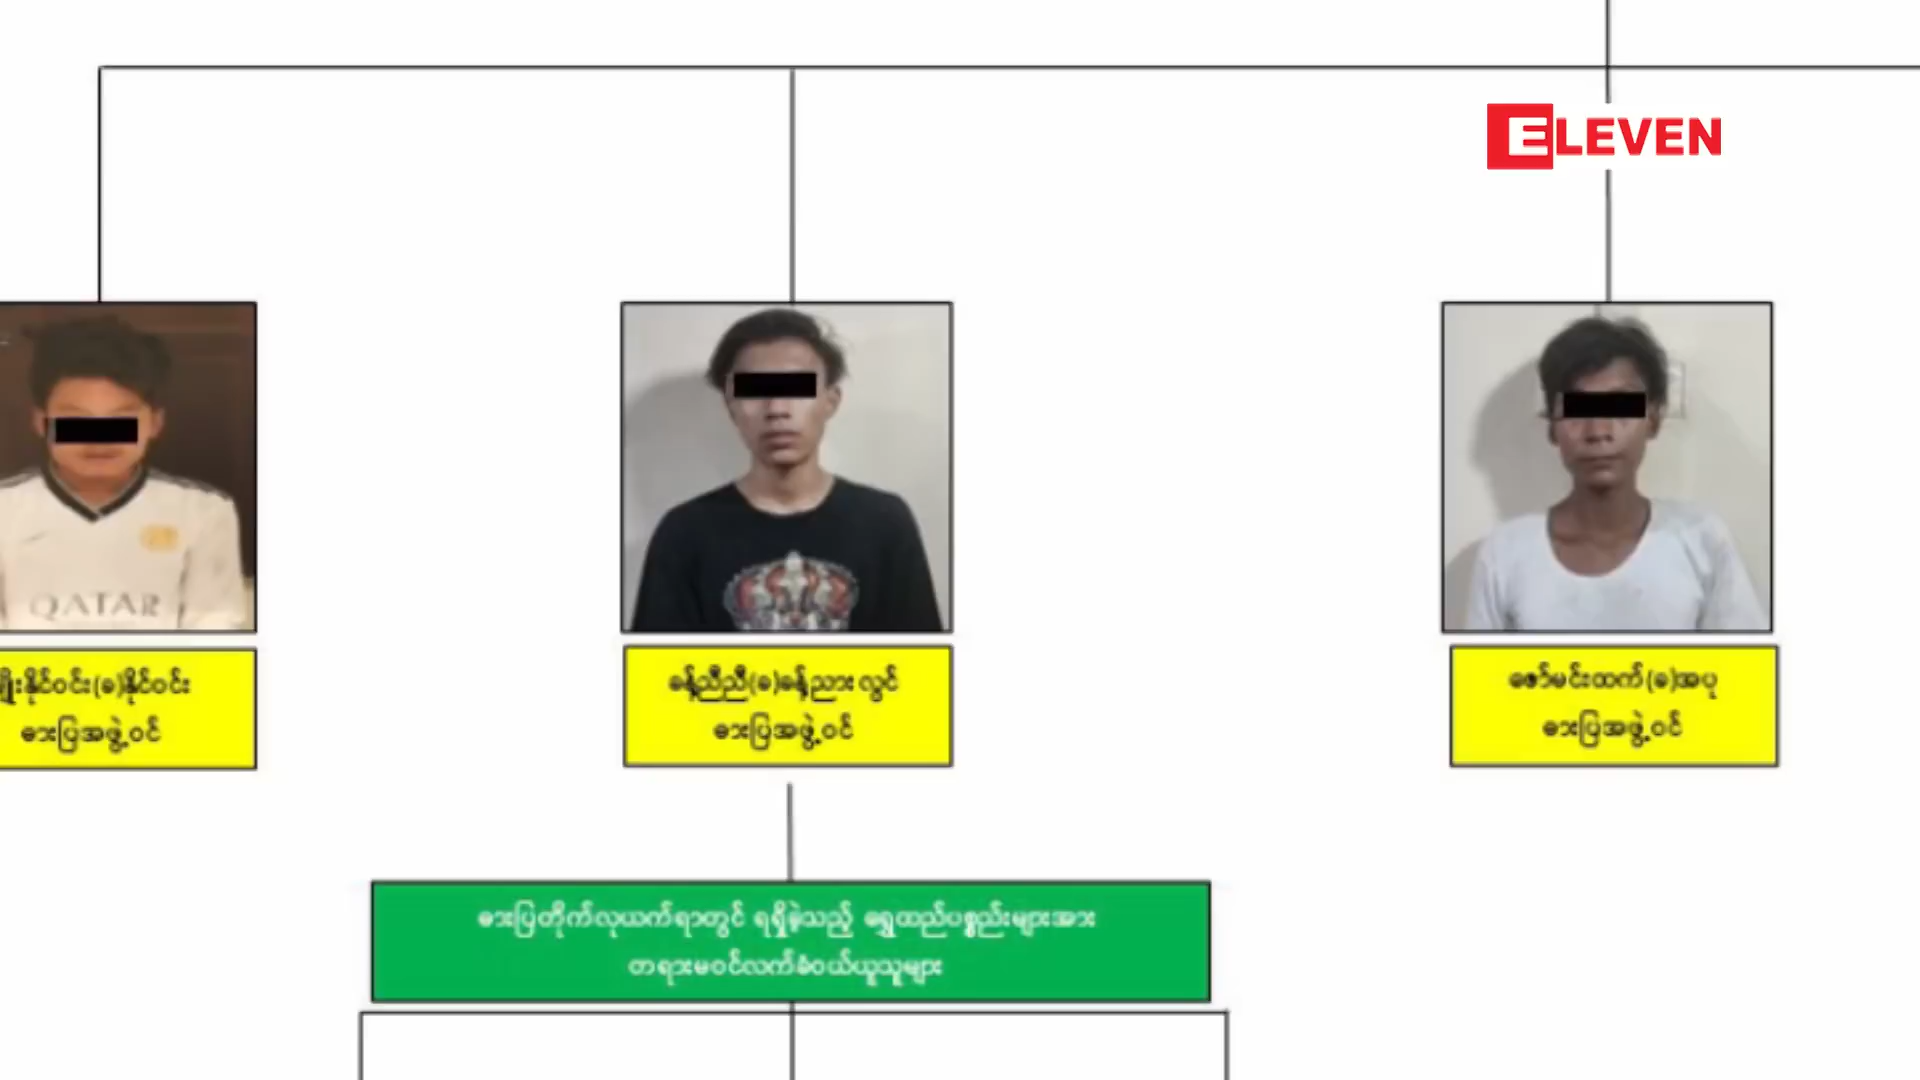 ELEVEN
QATAR
မျိုးနိုင်ဝင်း(ခ)နိုင်ဝင်း
ဓားပြအဖွဲ့ဝင်
ခန့်ညီညီ(ခ)ခန့်ညားလွင်
ဓားပြအဖွဲ့ဝင်
ဇော်မင်းထက်(ခ)အပု
ဓားပြအဖွဲ့ဝင်
ဓားပြတိုက်လုယက်ရာတွင် ရရှိခဲ့သည့် ရွှေထည်ပစ္စည်းများအား
တရားမဝင်လက်ခံဝယ်ယူသူများ